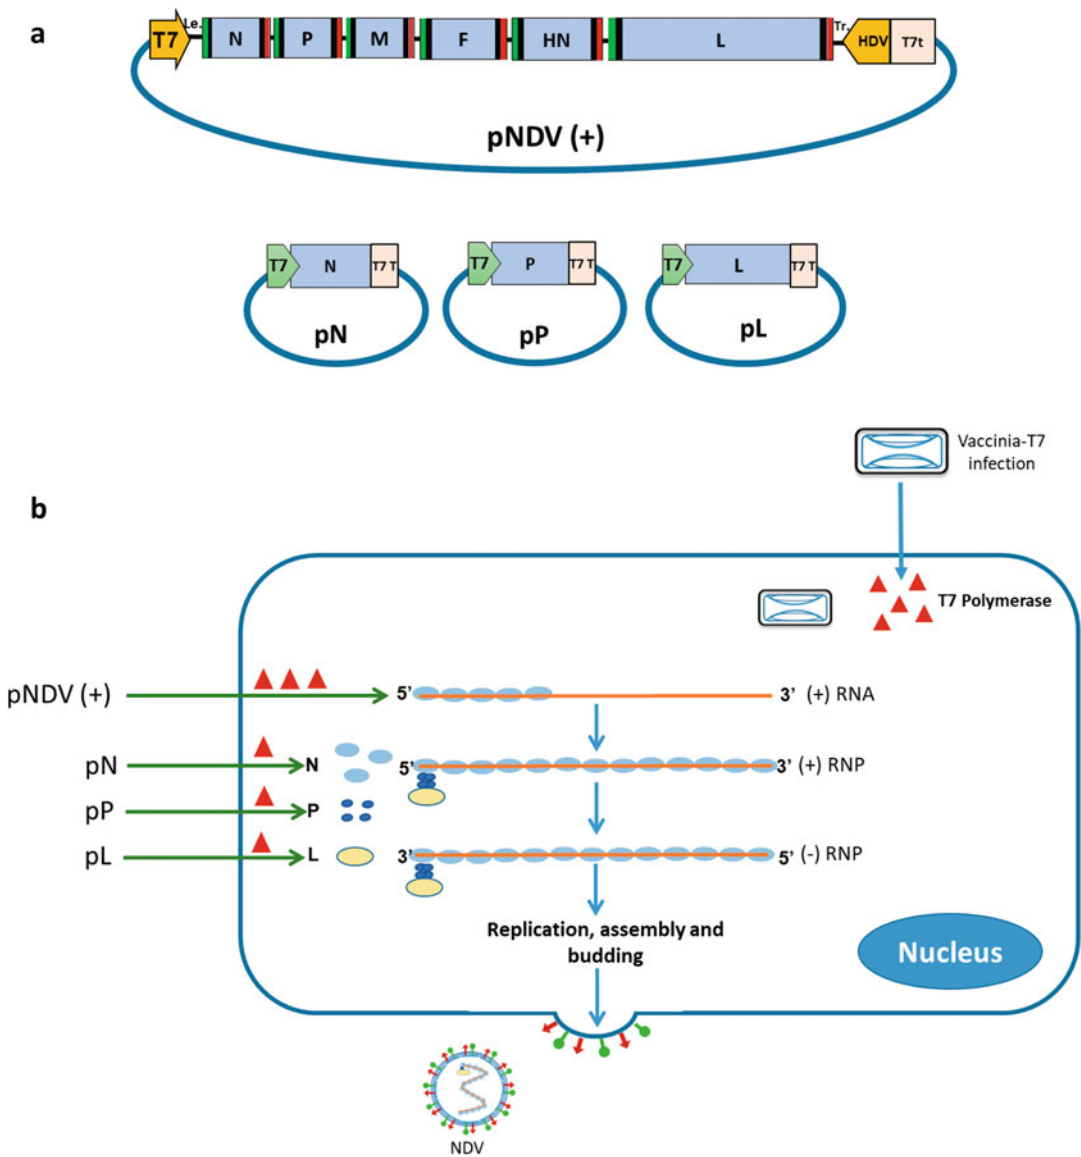 a
T7 Le. N P M F HN L Tr. HDV T7t
pNDV (+)
T7 N T7 T
pN
T7 P T7 T
pP
T7 L T7 T
pL
Vaccinia-T7
infection
b
T7 Polymerase
pNDV (+) 5’ 3’ (+) RNA
pN N 5’ 3’ (+) RNP
pP P
pL L 3’ 5’ (-) RNP
Replication, assembly and
budding
Nucleus
NDV